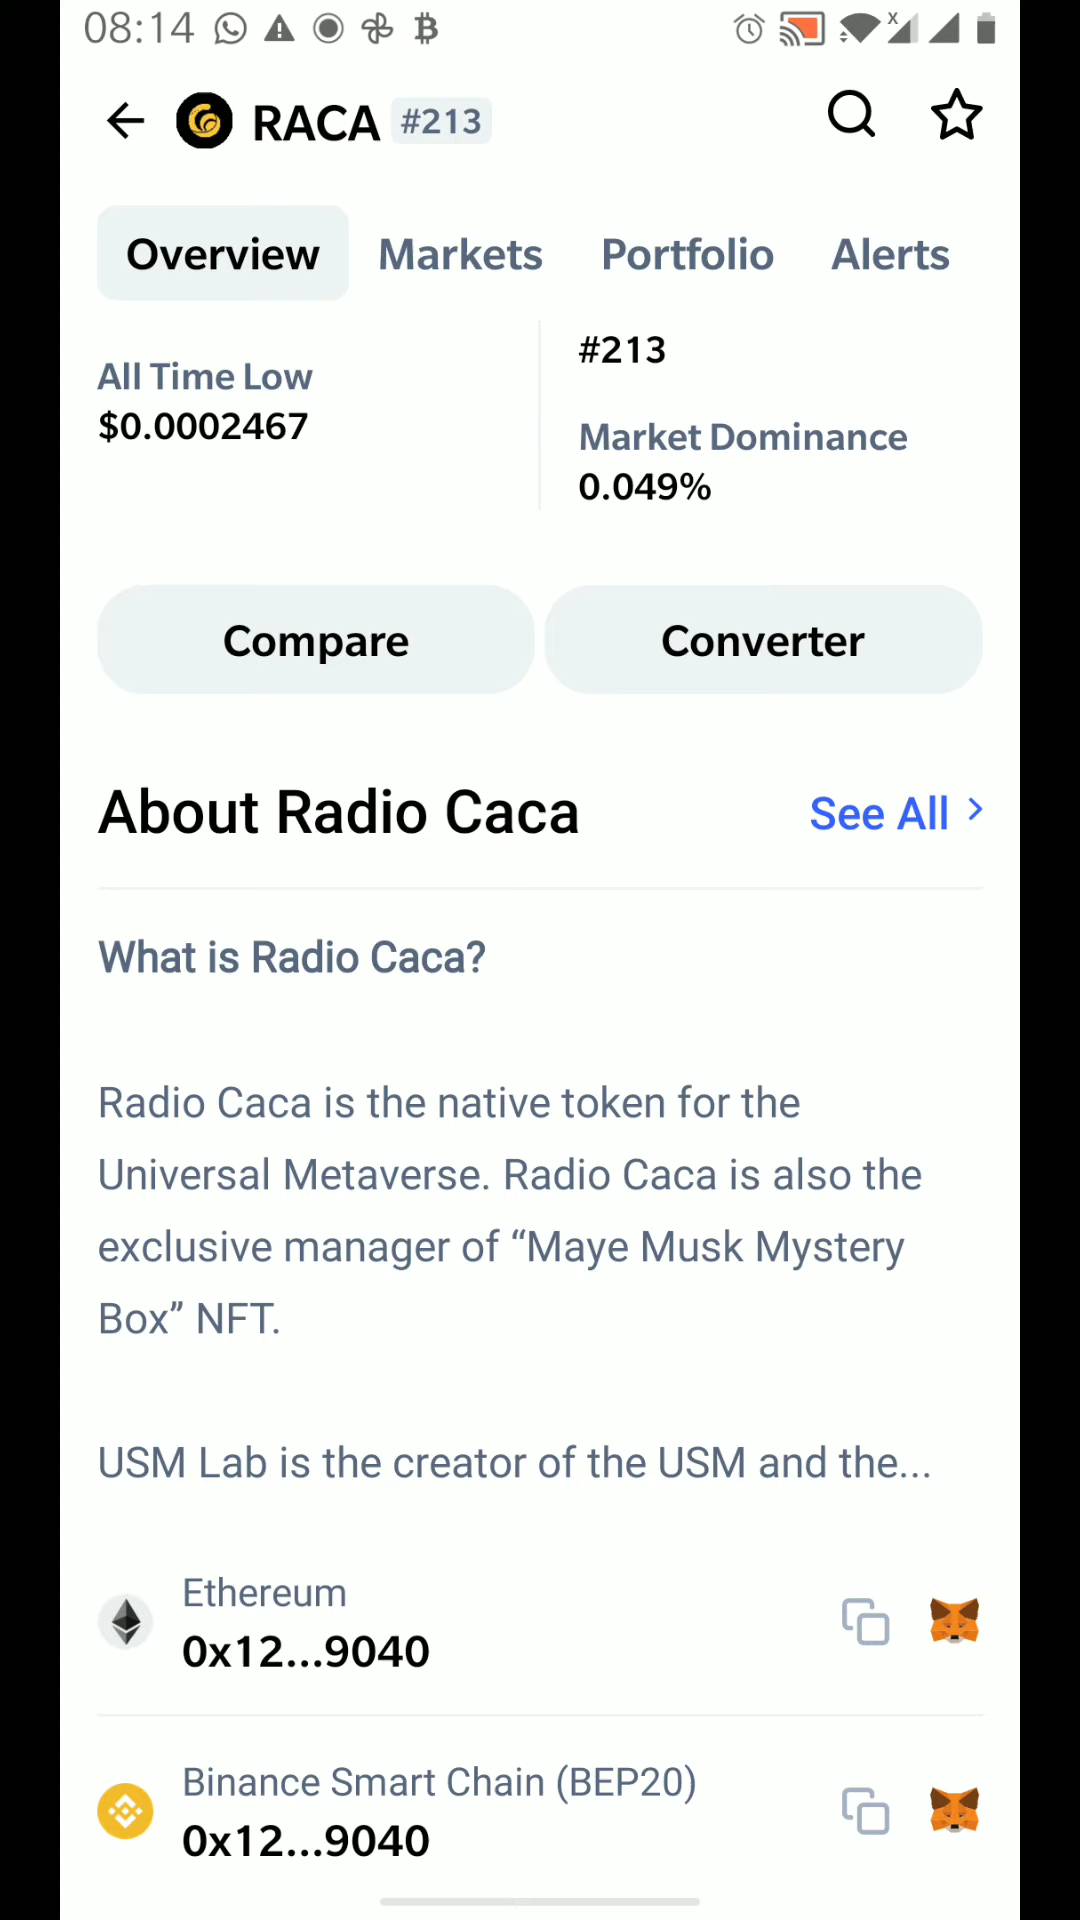 08:14
RACA #213
Overview Markets Portfolio Alerts
All Time Low
$0.0002467
#213
Market Dominance
0.049%
Compare Converter
About Radio Caca See All
What is Radio Caca?
Radio Caca is the native token for the
Universal Metaverse. Radio Caca is also the
exclusive manager of “Maye Musk Mystery
Box” NFT.
USM Lab is the creator of the USM and the...
Ethereum
0x12...9040
Binance Smart Chain (BEP20)
0x12...9040